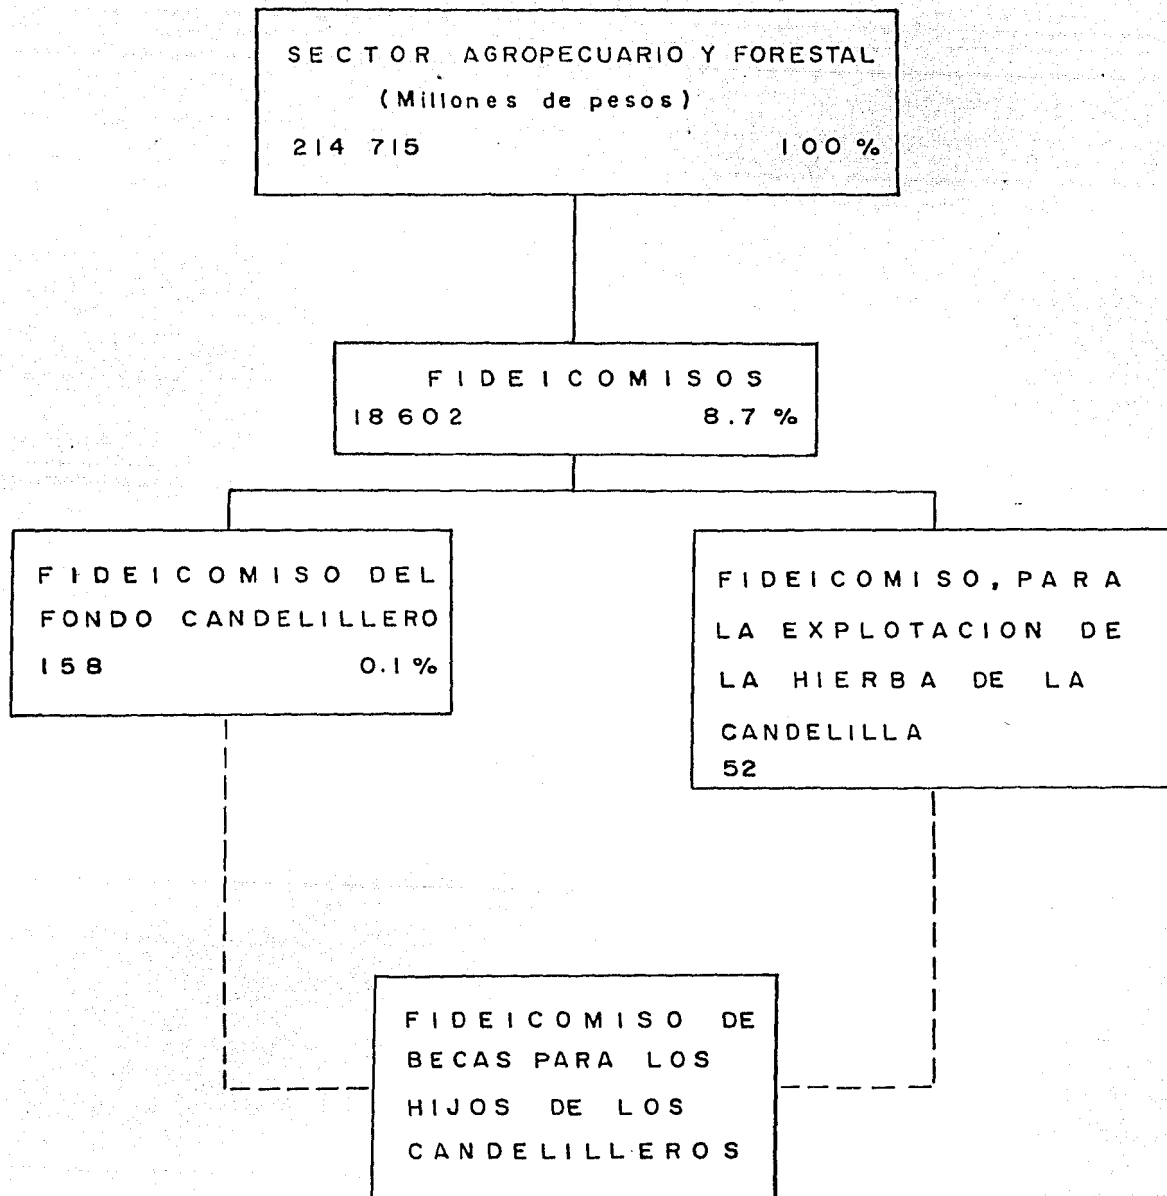 SECTOR AGROPECUARIO Y FORESTAL
(Millones de pesos)
214 715 100 %
FIDEICOMISOS
18 602 8.7 %
FIDEICOMISO DEL
FONDO CANDELILLERO
158 0.1 %
FIDEICOMISO, PARA
LA EXPLOTACION DE
LA HIERBA DE LA
CANDELILLA
52
FIDEICOMISO DE
BECAS PARA LOS
HIJOS DE LOS
CANDELILLEROS